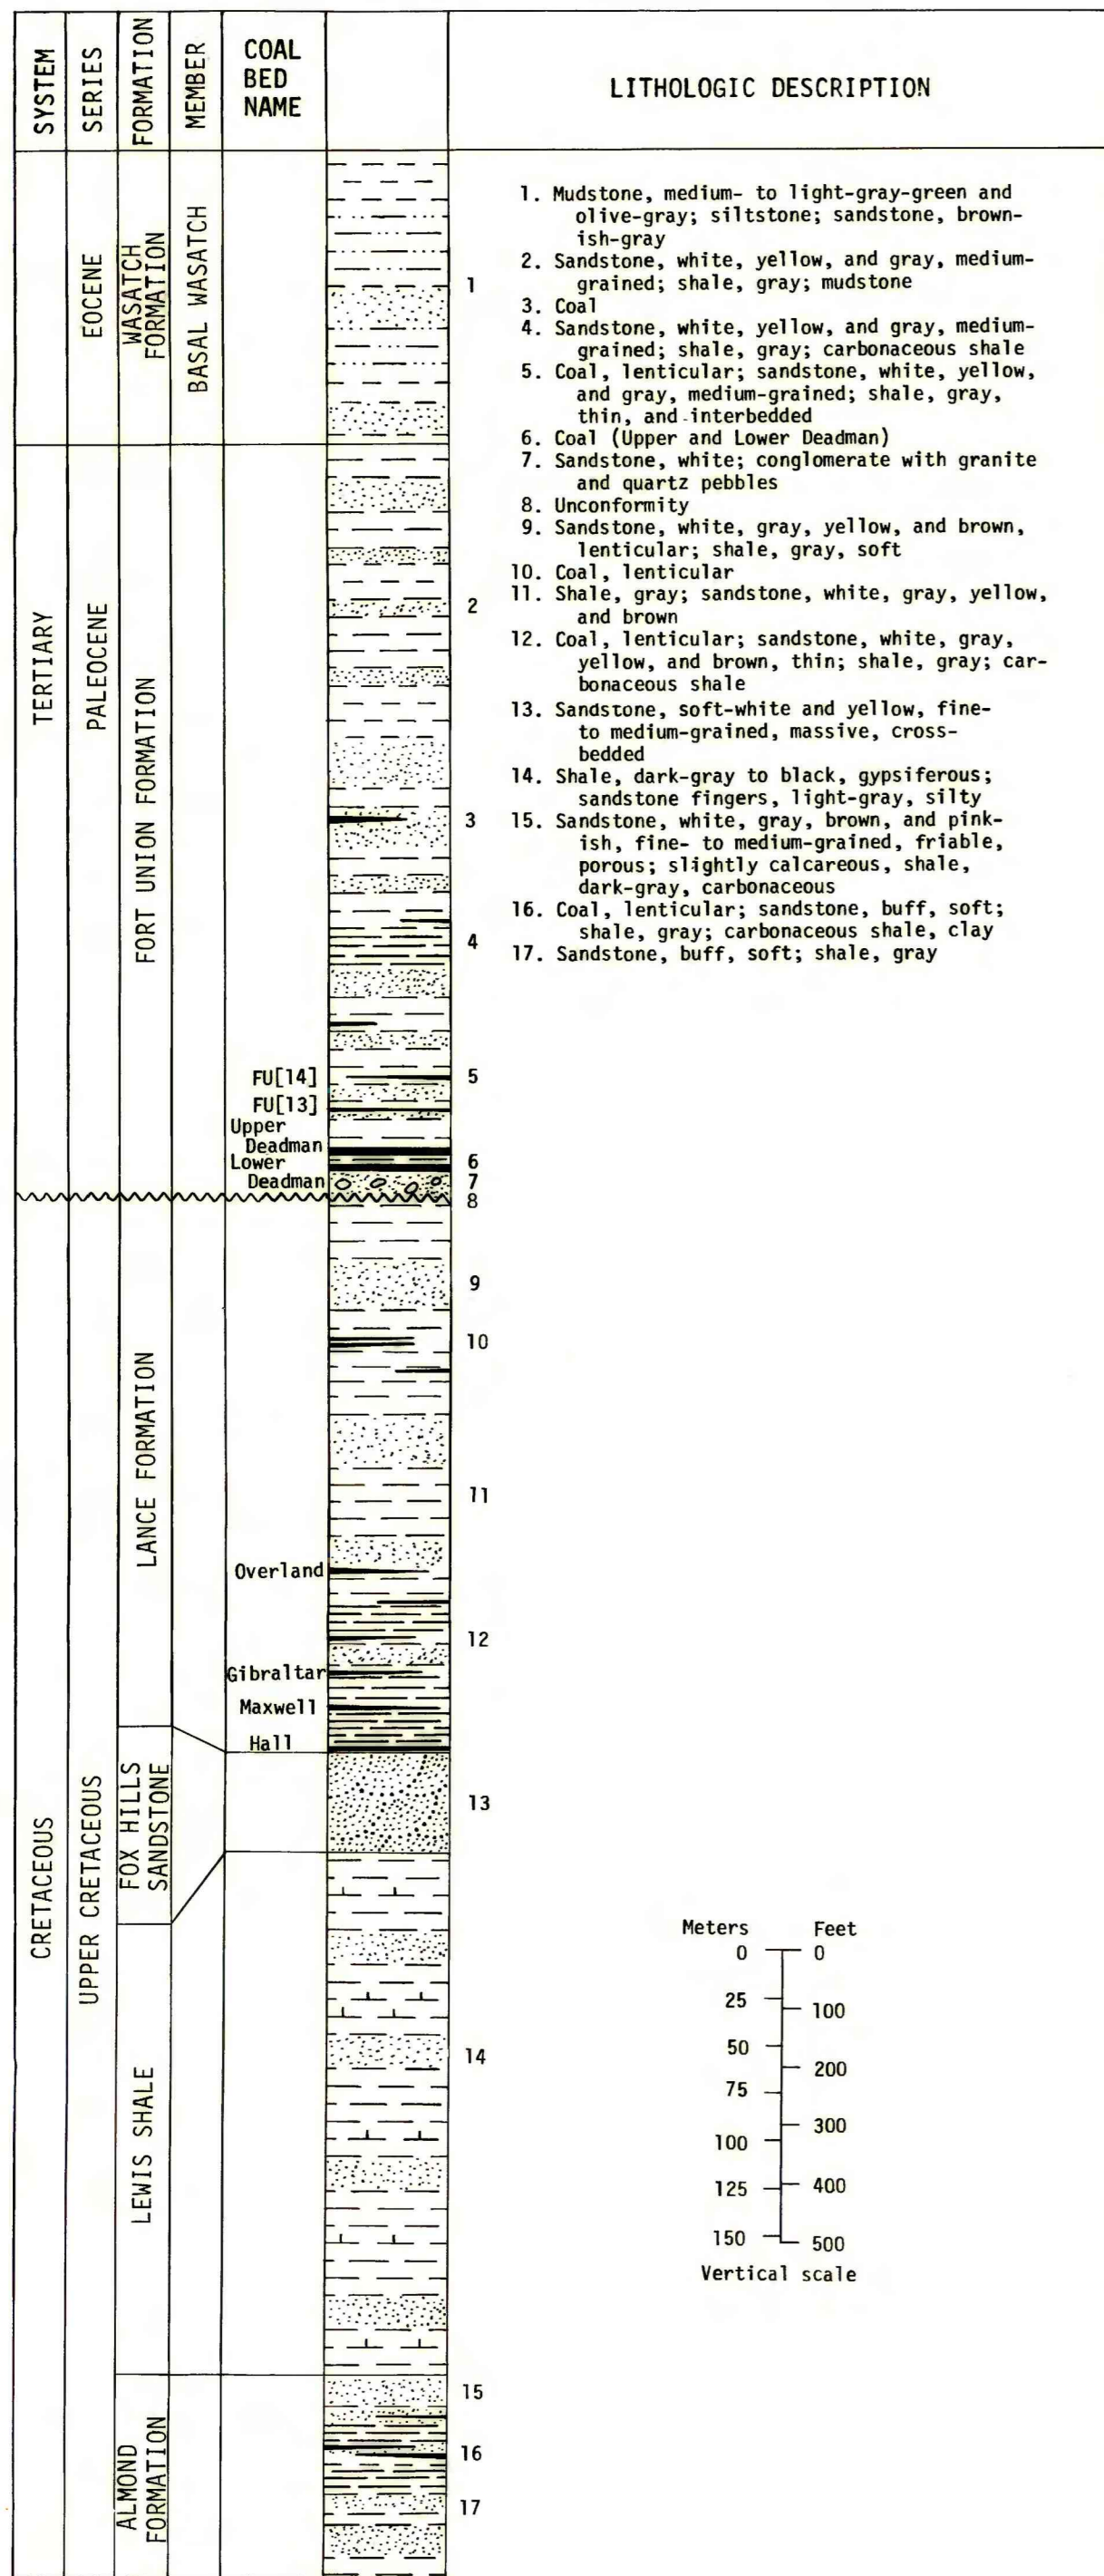 SYSTEM
SERIES
FORMATION
MEMBER
COAL
BED
NAME
LITHOLOGIC DESCRIPTION
TERTIARY
EOCENE
WASATCH
FORMATION
BASAL WASATCH
PALEOCENE
FORT UNION FORMATION
FU[14]
FU[13]
Upper
Deadman
Lower
Deadman
CRETACEOUS
UPPER CRETACEOUS
LANCE FORMATION
Overland
Gibraltar
Maxwell
Hall
FOX HILLS
SANDSTONE
LEWIS SHALE
ALMOND
FORMATION
1
2
3
4
5
6
7
8
9
10
11
12
13
14
15
16
17
1. Mudstone, medium- to light-gray-green and
olive-gray; siltstone; sandstone, brown-
ish-gray
2. Sandstone, white, yellow, and gray, medium-
grained; shale, gray; mudstone
3. Coal
4. Sandstone, white, yellow, and gray, medium-
grained; shale, gray; carbonaceous shale
5. Coal, lenticular; sandstone, white, yellow,
and gray, medium-grained; shale, gray,
thin, and interbedded
6. Coal (Upper and Lower Deadman)
7. Sandstone, white; conglomerate with granite
and quartz pebbles
8. Unconformity
9. Sandstone, white, gray, yellow, and brown,
lenticular; shale, gray, soft
10. Coal, lenticular
11. Shale, gray; sandstone, white, gray, yellow,
and brown
12. Coal, lenticular; sandstone, white, gray,
yellow, and brown, thin; shale, gray; car-
bonaceous shale
13. Sandstone, soft-white and yellow, fine-
to medium-grained, massive, cross-
bedded
14. Shale, dark-gray to black, gypsiferous;
sandstone fingers, light-gray, silty
15. Sandstone, white, gray, brown, and pink-
ish, fine- to medium-grained, friable,
porous; slightly calcareous, shale,
dark-gray, carbonaceous
16. Coal, lenticular; sandstone, buff, soft;
shale, gray; carbonaceous shale, clay
17. Sandstone, buff, soft; shale, gray
Meters Feet
0 0
25
100
50
200
75
300
100
400
125
150
500
Vertical scale